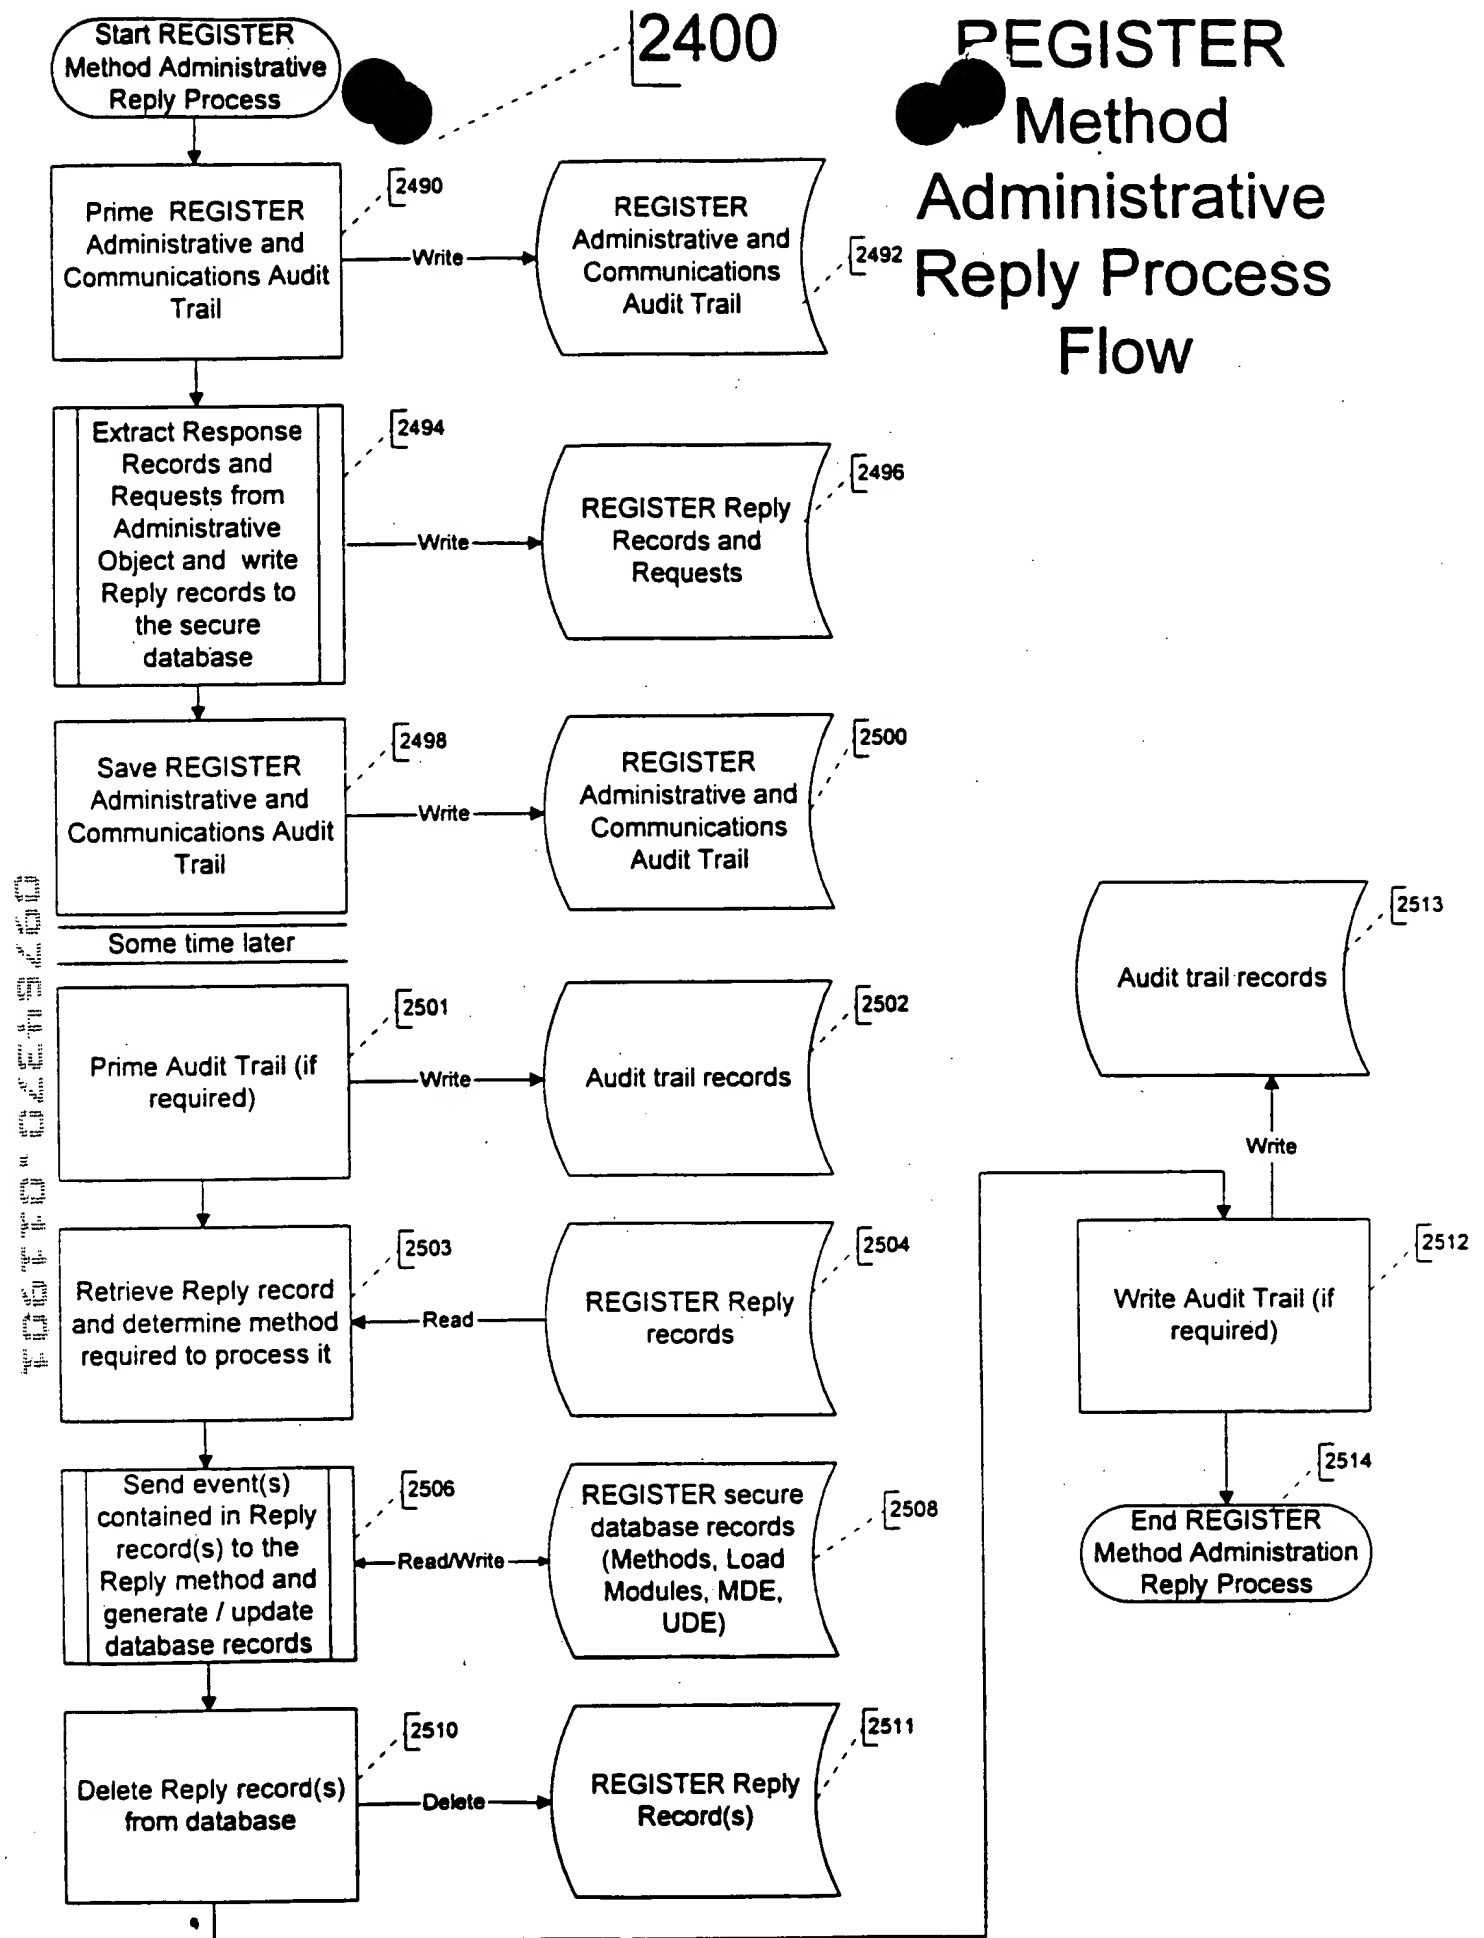 Start REGISTER
Method Administrative
Reply Process
2400
REGISTER
Method
Administrative
Reply Process
Flow
2490
Prime REGISTER
Administrative and
Communications Audit
Trail
Write
REGISTER
Administrative and
Communications
Audit Trail
2492
2494
Extract Response
Records and
Requests from
Administrative
Object and write
Reply records to
the secure
database
Write
REGISTER Reply
Records and
Requests
2496
2498
Save REGISTER
Administrative and
Communications Audit
Trail
Write
REGISTER
Administrative and
Communications
Audit Trail
2500
Some time later
2501
Prime Audit Trail (if
required)
Write
Audit trail records
2502
2503
Retrieve Reply record
and determine method
required to process it
Read
REGISTER Reply
records
2504
2506
Send event(s)
contained in Reply
record(s) to the
Reply method and
generate / update
database records
Read/Write
REGISTER secure
database records
(Methods, Load
Modules, MDE,
UDE)
2508
2510
Delete Reply record(s)
from database
Delete
REGISTER Reply
Record(s)
2511
2513
Audit trail records
Write
2512
Write Audit Trail (if
required)
2514
End REGISTER
Method Administration
Reply Process